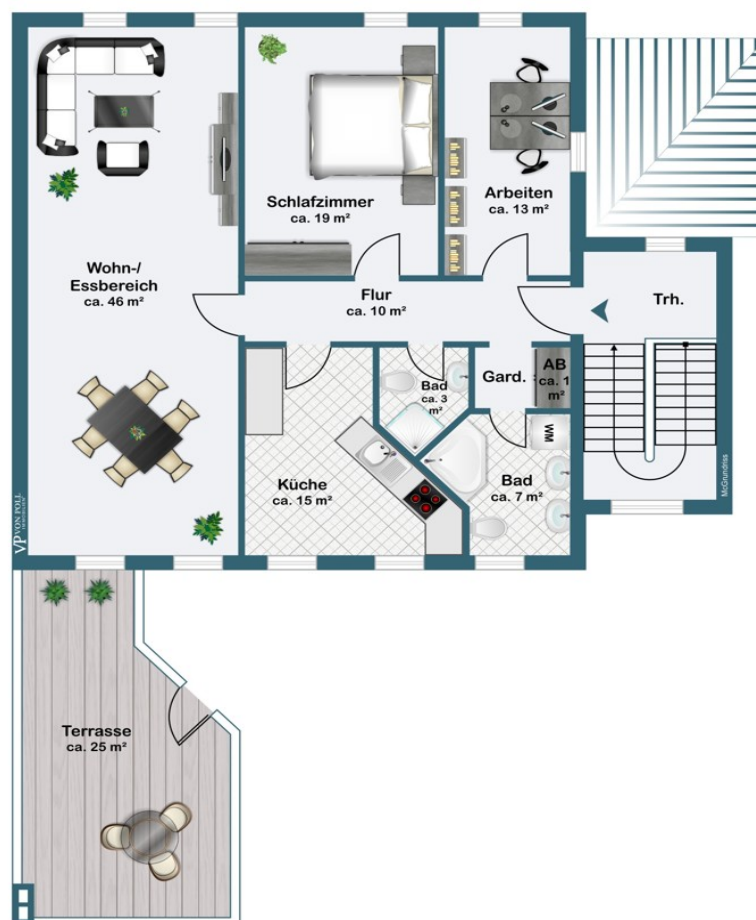 Schlafzimmer
ca. 19 m²
Arbeiten
ca. 13 m²
Wohn-/
Essbereich
ca. 46 m²
Flur
ca. 10 m²
Trh.
Bad
ca. 3
m²
Gard.
AB
ca. 1
m²
WM
Küche
ca. 15 m²
Bad
ca. 7 m²
McGrundriss
VP VON POLL
IMMOBILIEN
Terrasse
ca. 25 m²